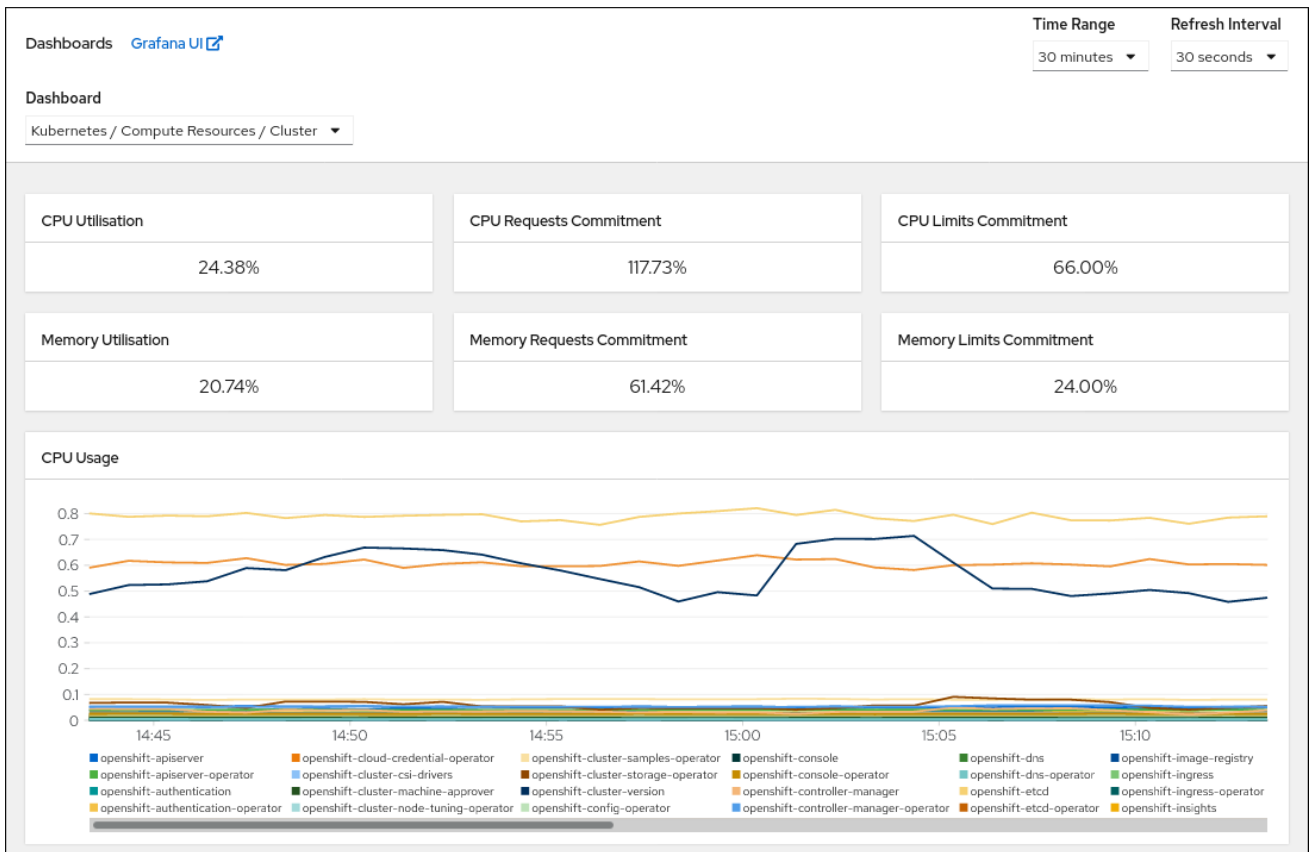 Dashboards Grafana UI
Time Range Refresh Interval
30 minutes 30 seconds
Dashboard
Kubernetes / Compute Resources / Cluster
CPU Utilisation CPU Requests Commitment CPU Limits Commitment
24.38% 117.73% 66.00%
Memory Utilisation Memory Requests Commitment Memory Limits Commitment
20.74% 61.42% 24.00%
CPU Usage
0.8
0.7
0.6
0.5
0.4
0.3
0.2
0.1
0
14:45 14:50 14:55 15:00 15:05 15:10
openshift-apiserver openshift-cloud-credential-operator openshift-cluster-samples-operator openshift-console openshift-dns openshift-image-registry
openshift-apiserver-operator openshift-cluster-csi-drivers openshift-cluster-storage-operator openshift-console-operator openshift-dns-operator openshift-ingress
openshift-authentication openshift-cluster-machine-approver openshift-cluster-version openshift-controller-manager openshift-etcd openshift-ingress-operator
openshift-authentication-operator openshift-cluster-node-tuning-operator openshift-config-operator openshift-controller-manager-operator openshift-etcd-operator openshift-insights